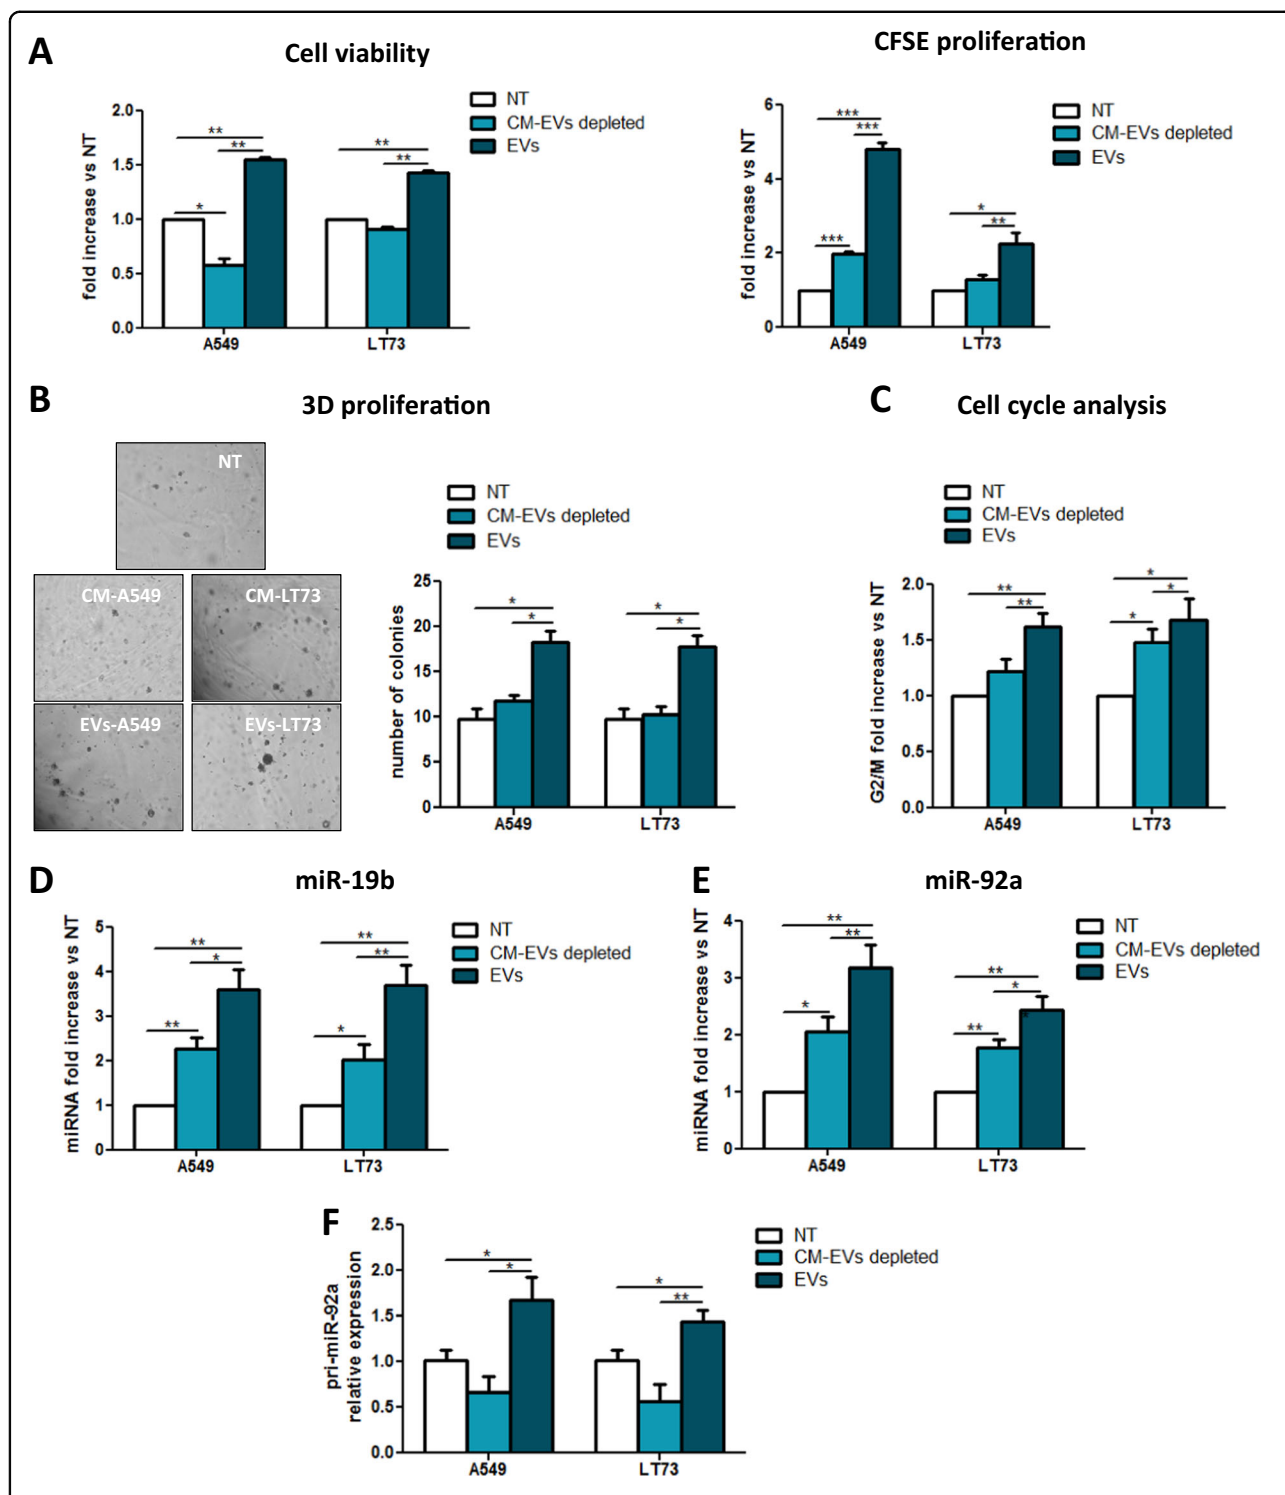 A
Cell viability
CFSE proliferation
fold increase vs NT
2.0
1.5
1.0
0.5
0.0
** ** * ** **
A549 LT73
NT
CM-EVs depleted
EVs
fold increase vs NT
6
4
2
0
*** *** *** * **
A549 LT73
NT
CM-EVs depleted
EVs
B
3D proliferation
NT
CM-A549 CM-LT73
EVs-A549 EVs-LT73
NT
CM-EVs depleted
EVs
number of colonies
25
20
15
10
5
0
* * * *
A549 LT73
C
Cell cycle analysis
NT
CM-EVs depleted
EVs
G2/M fold increase vs NT
2.0
1.5
1.0
0.5
0.0
** ** * * *
A549 LT73
D
miR-19b
miRNA fold increase vs NT
5
4
3
2
1
0
** * ** ** ** *
A549 LT73
NT
CM-EVs depleted
EVs
E
miR-92a
miRNA fold increase vs NT
4
3
2
1
0
** ** * ** * **
A549 LT73
NT
CM-EVs depleted
EVs
F
pri-miR-92a
relative expression
2.5
2.0
1.5
1.0
0.5
0.0
* * * **
A549 LT73
NT
CM-EVs depleted
EVs